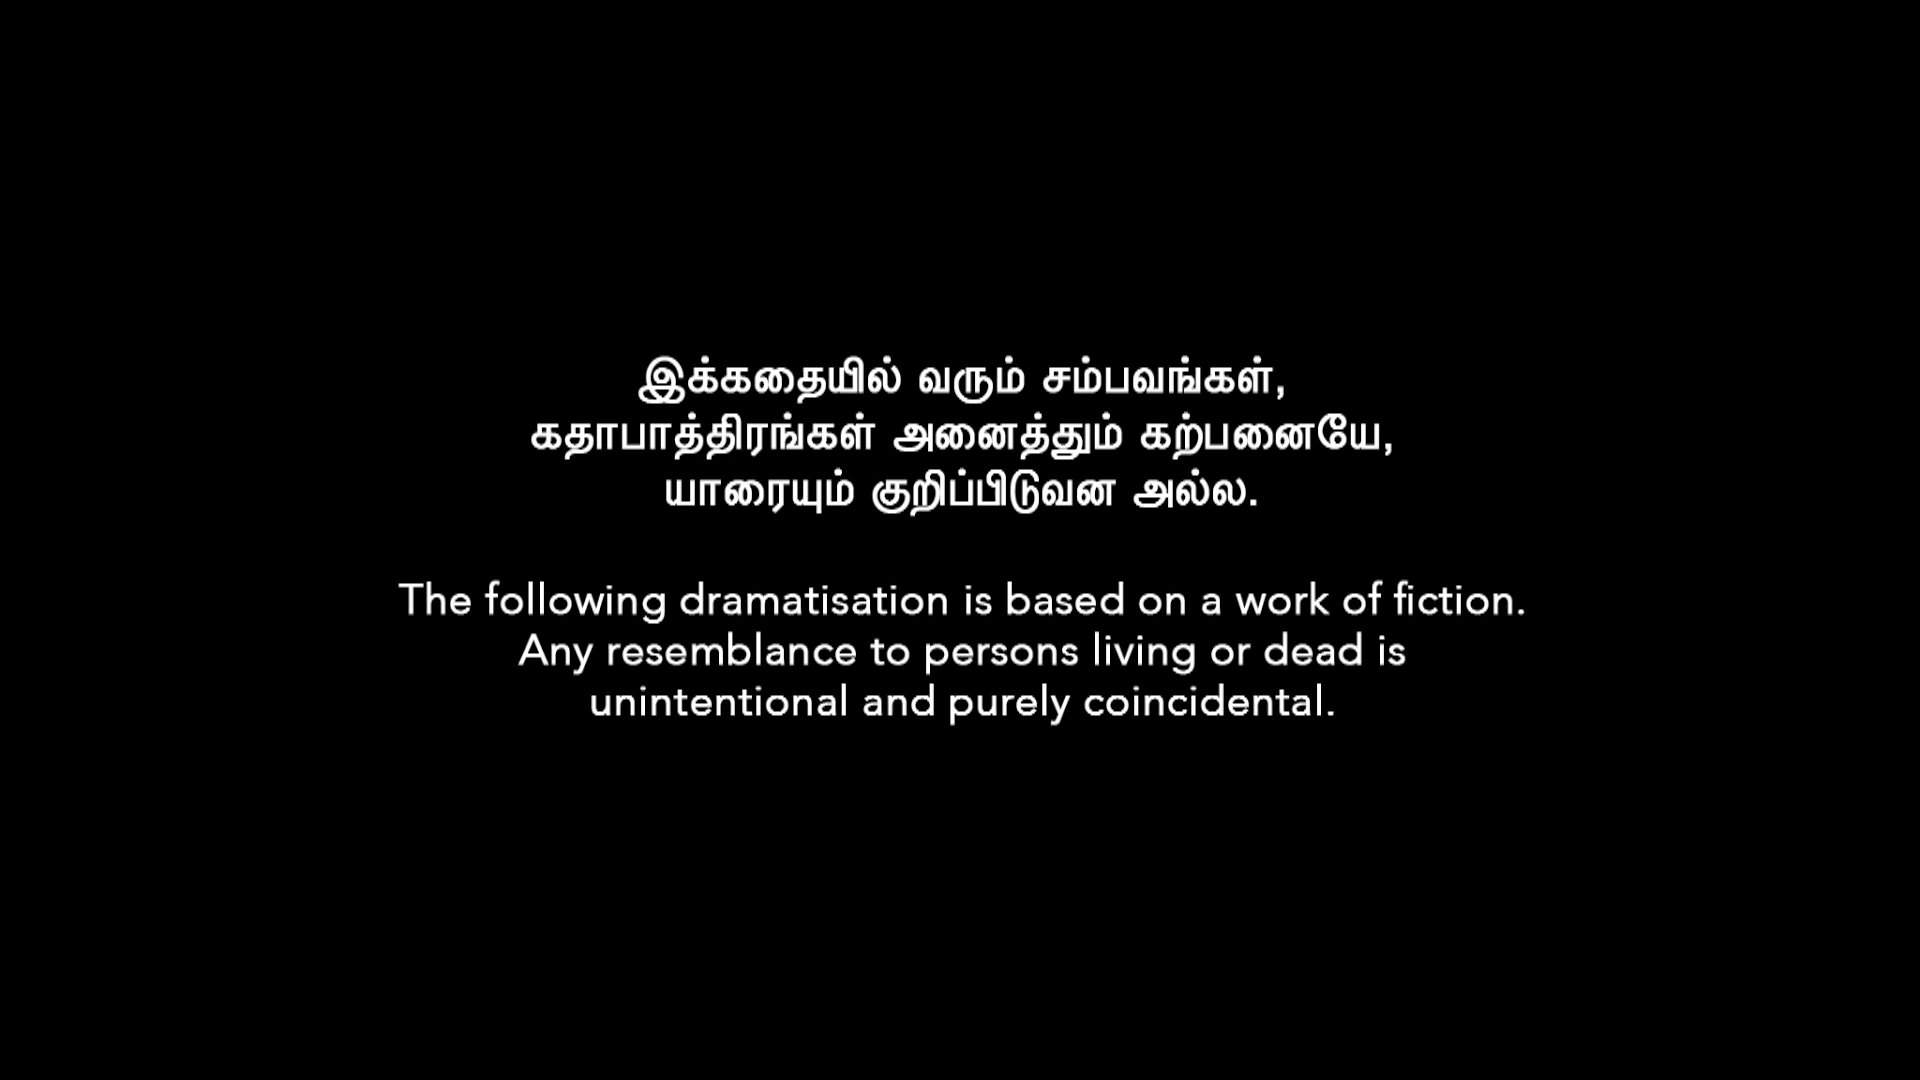 இக்கதையில் வரும் சம்பவங்கள்,
கதாபாத்திரங்கள் அனைத்தும் கற்பனையே,
யாரையும் குறிப்பிடுவன அல்ல.
The following dramatisation is based on a work of fiction.
Any resemblance to persons living or dead is
unintentional and purely coincidental.